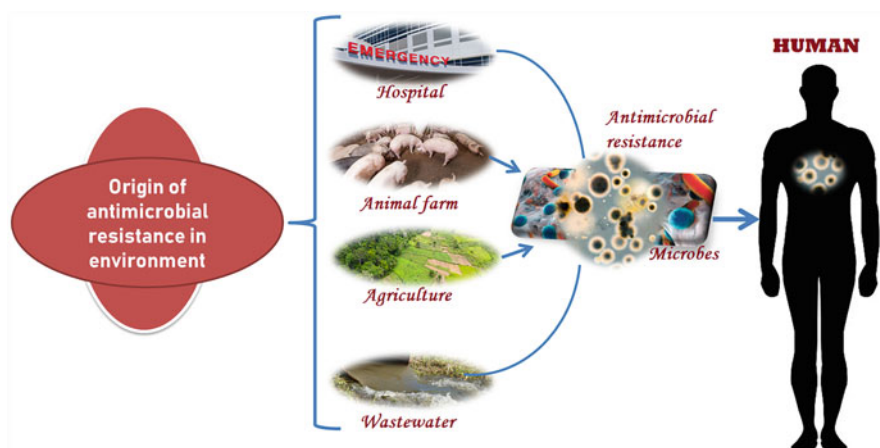 Origin of
antimicrobial
resistance in
environment
EMERGENCY
Hospital
Animal farm
Agriculture
Wastewater
Antimicrobial
resistance
Microbes
HUMAN